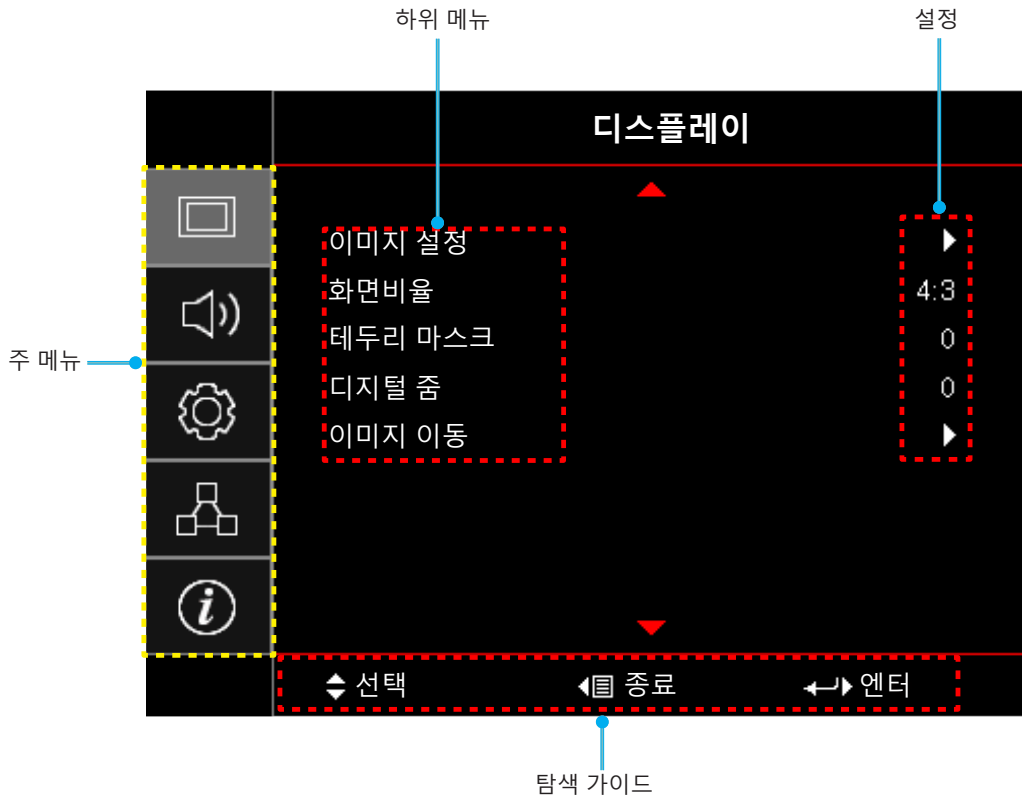 하위 메뉴 설정
디스플레이
이미지 설정
화면비율 4:3
테두리 마스크 0
디지털 줌 0
이미지 이동
주 메뉴
선택 종료 엔터
탐색 가이드